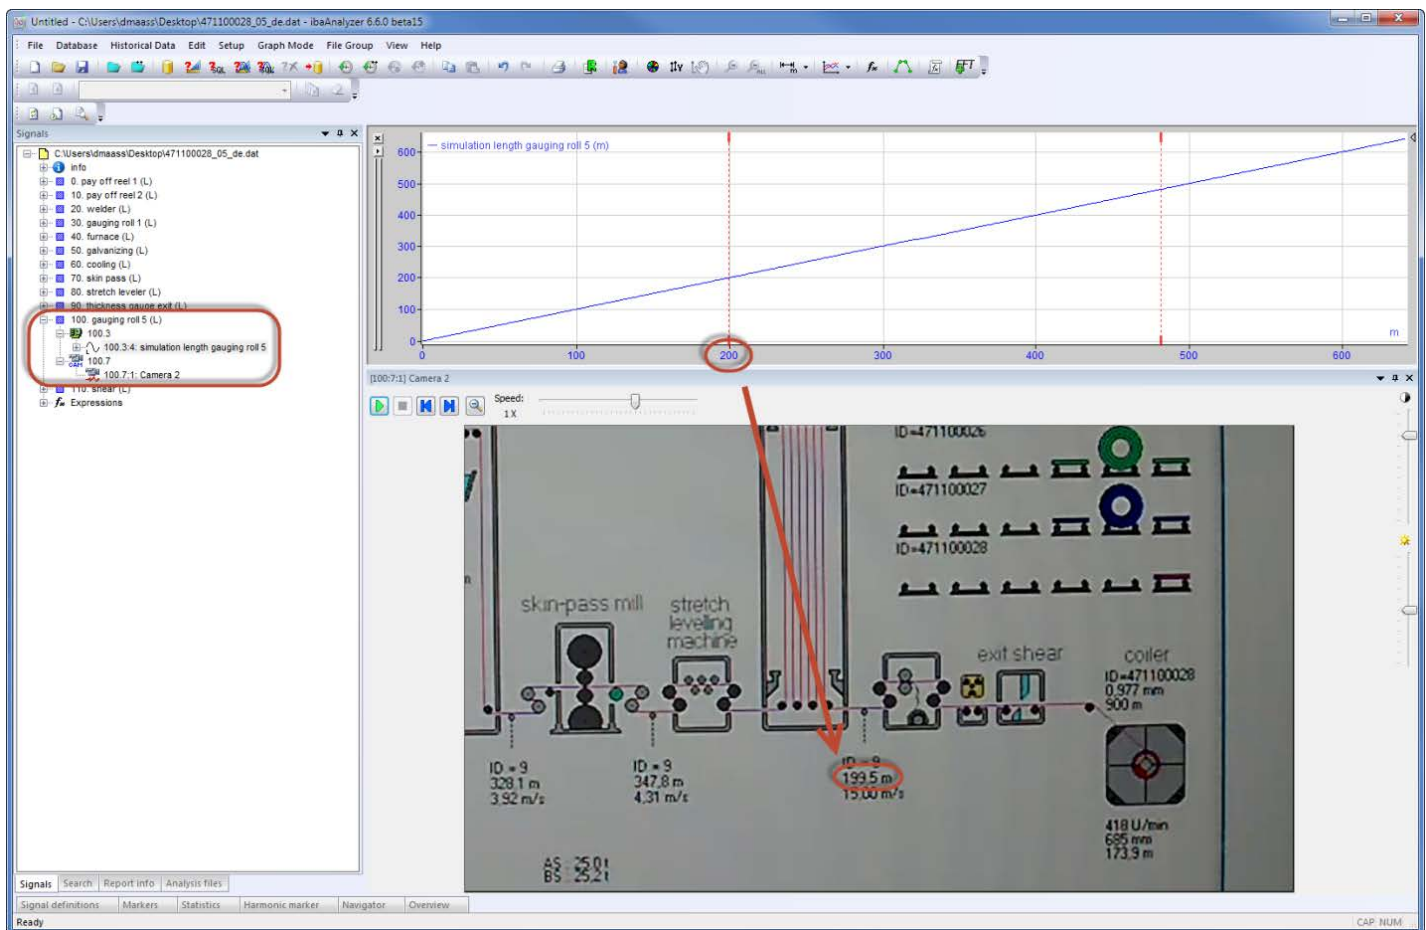 Untitled - C:\Users\dmaass\Desktop\471100028_05_de.dat - ibaAnalyzer 6.6.0 beta15
File Database Historical Data Edit Setup Graph Mode File Group View Help
Signals
C:\Users\dmaass\Desktop\471100028_05_de.dat
info
0. pay off reel 1 (L)
10. pay off reel 2 (L)
20. welder (L)
30. gauging roll 1 (L)
40. furnace (L)
50. galvanizing (L)
60. cooling (L)
70. skin pass (L)
80. stretch leveler (L)
90. thickness gauge exit (L)
100. gauging roll 5 (L)
100.3
100.3:4: simulation length gauging roll 5
100.7
100.7:1: Camera 2
110. shear (L)
Expressions
simulation length gauging roll 5 (m)
600
500
400
300
200
100
0
m
0 100 200 300 400 500 600
[100:7:1] Camera 2
Speed:
1 X
ID=471100026
ID=471100027
ID=471100028
skin-pass mill
stretch
leveling
machine
exit shear
coiler
ID=471100028
0,977 mm
900 m
ID = 9
328,1 m
3,92 m/s
ID = 9
347,8 m
4,31 m/s
ID = 9
199,5 m
15,00 m/s
418 U/min
685 mm
173,9 m
AS : 25,0t
BS : 25,2t
Signals Search Report info Analysis files
Signal definitions Markers Statistics Harmonic marker Navigator Overview
Ready
CAP NUM